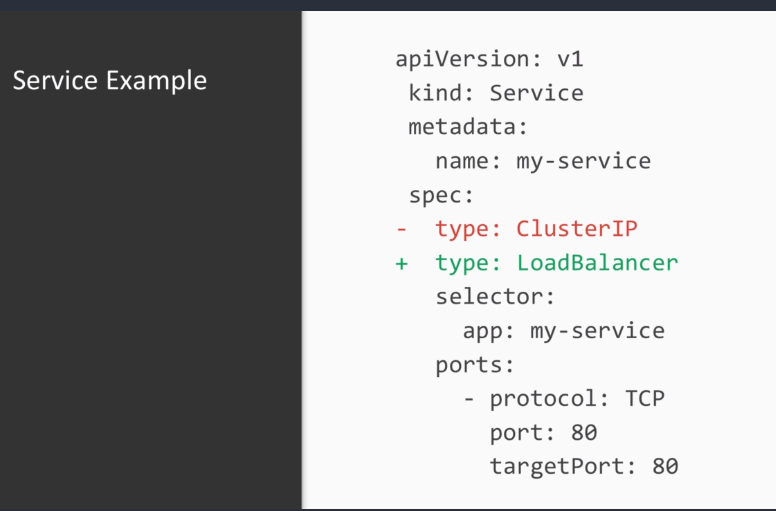 Service Example
apiVersion: v1
 kind: Service
 metadata:
   name: my-service
 spec:
-  type: ClusterIP
+  type: LoadBalancer
   selector:
     app: my-service
   ports:
     - protocol: TCP
       port: 80
       targetPort: 80